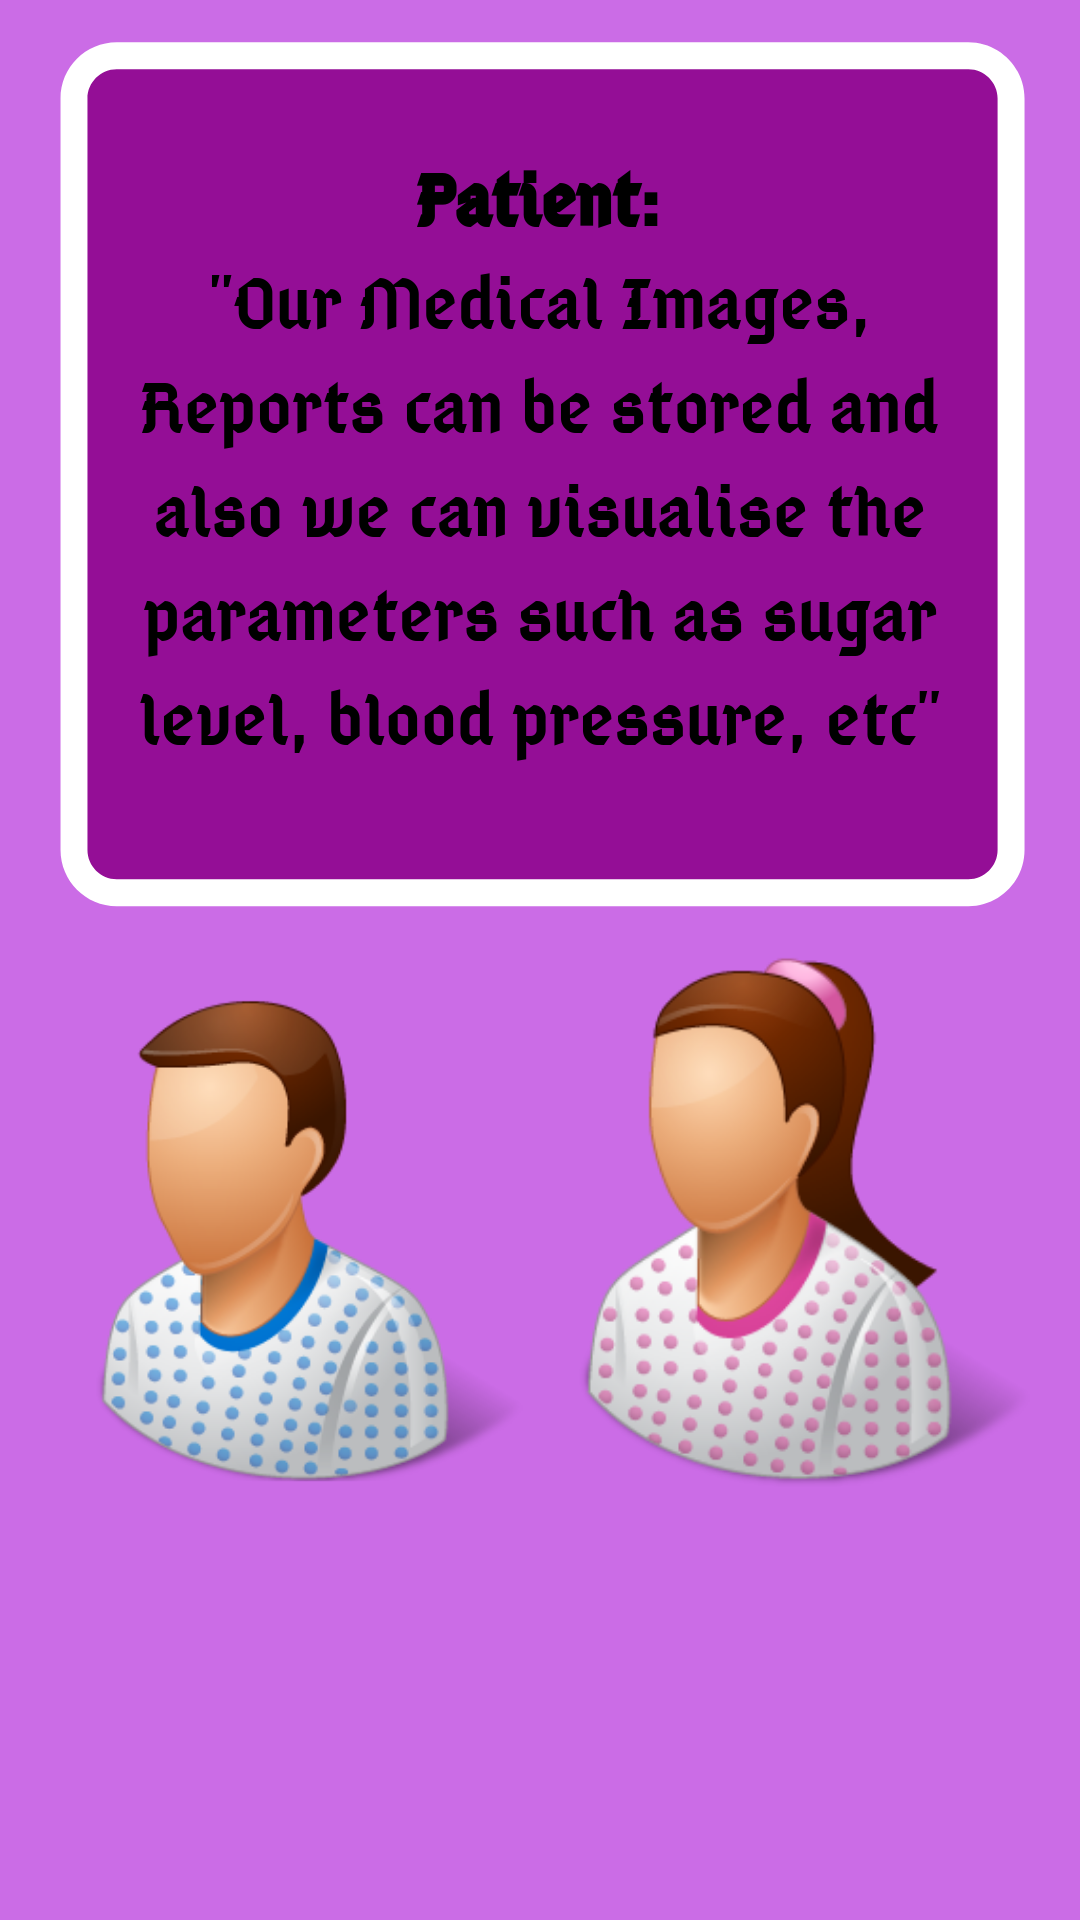 Patient:
"Our Medical Images,
Reports can be stored and
also we can visualise the
parameters such as sugar
level, blood pressure, etc"